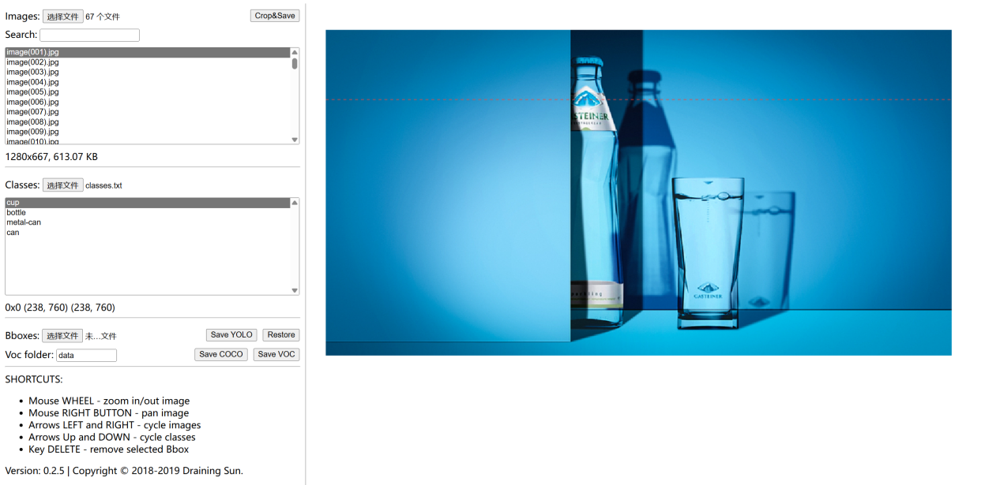 Images: 选择文件 67 个文件 Crop&Save
Search:
image(001).jpg
image(002).jpg
image(003).jpg
image(004).jpg
image(005).jpg
image(006).jpg
image(007).jpg
image(008).jpg
image(009).jpg
image(010).jpg
1280x667, 613.07 KB
Classes: 选择文件 classes.txt
cup
bottle
metal-can
can
0x0 (238, 760) (238, 760)
Bboxes: 选择文件 未...文件 Save YOLO Restore
Voc folder: data Save COCO Save VOC
SHORTCUTS:
• Mouse WHEEL - zoom in/out image
• Mouse RIGHT BUTTON - pan image
• Arrows LEFT and RIGHT - cycle images
• Arrows Up and DOWN - cycle classes
• Key DELETE - remove selected Bbox
Version: 0.2.5 | Copyright © 2018-2019 Draining Sun.
STEINER
GASTEINER